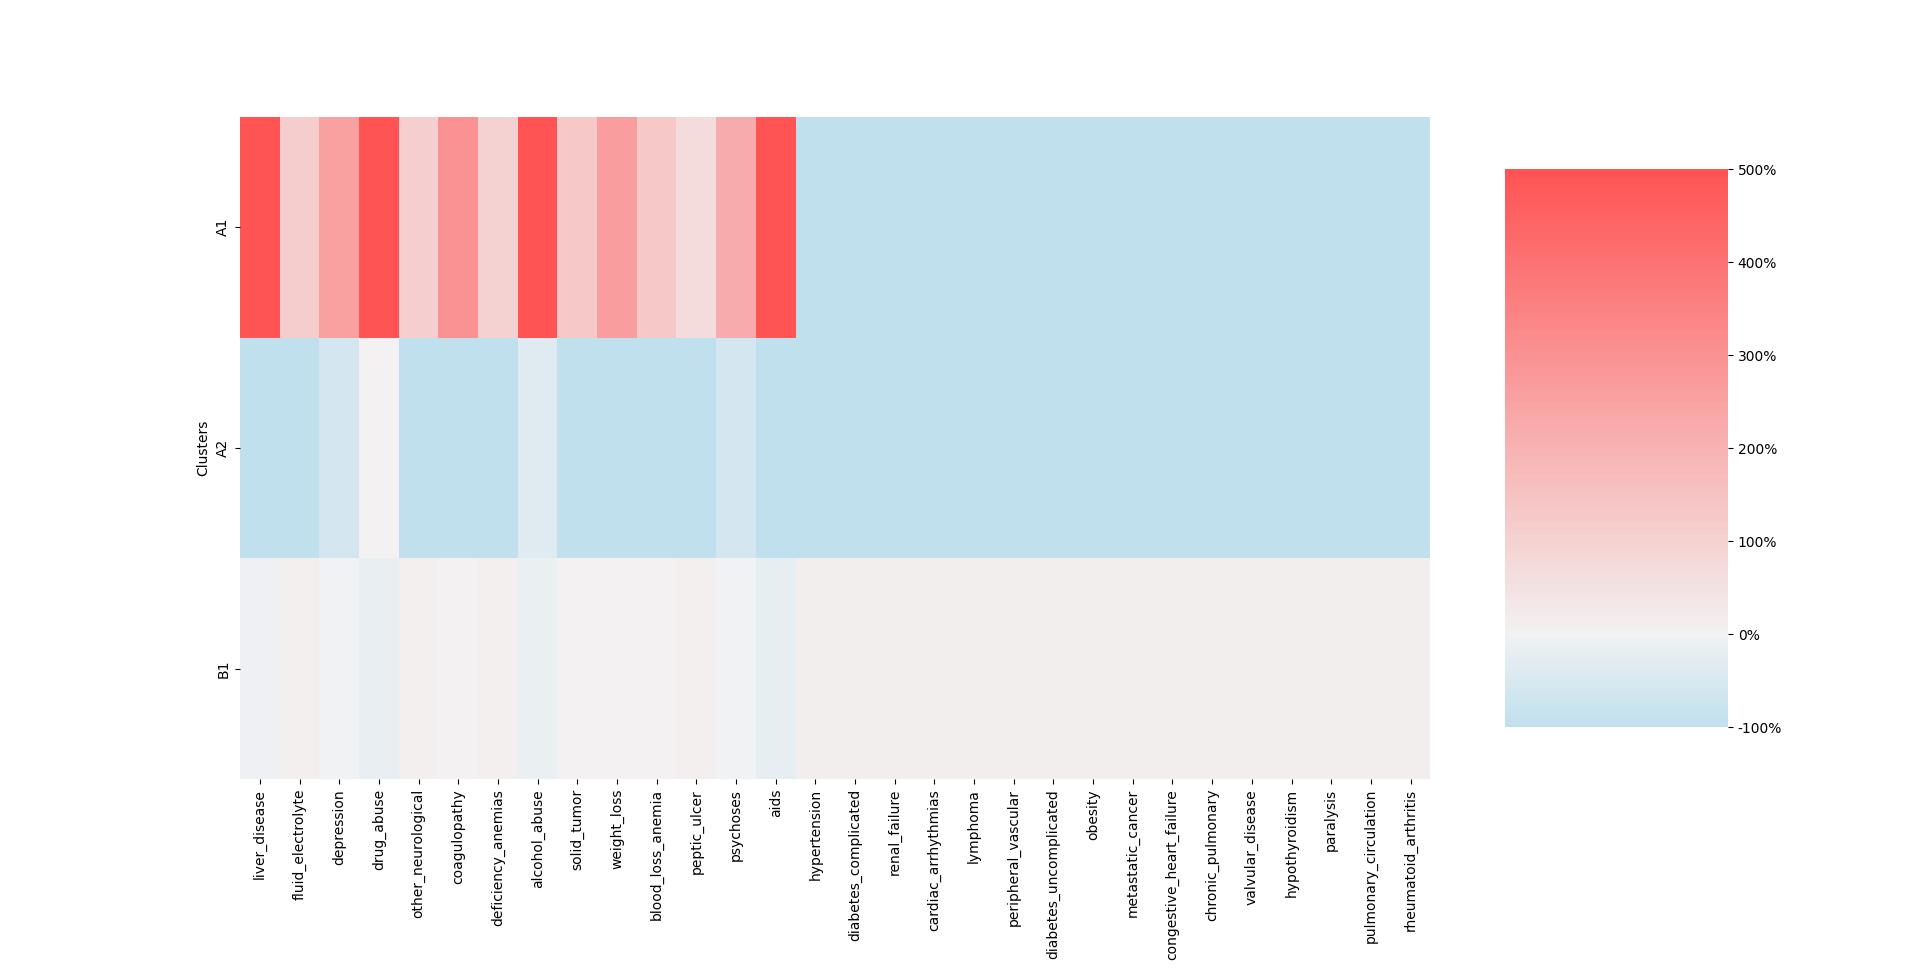 Clusters
A1
A2
B1
liver_disease
fluid_electrolyte
depression
drug_abuse
other_neurological
coagulopathy
deficiency_anemias
alcohol_abuse
solid_tumor
weight_loss
blood_loss_anemia
peptic_ulcer
psychoses
aids
hypertension
diabetes_complicated
renal_failure
cardiac_arrhythmias
lymphoma
peripheral_vascular
diabetes_uncomplicated
obesity
metastatic_cancer
congestive_heart_failure
chronic_pulmonary
valvular_disease
hypothyroidism
paralysis
pulmonary_circulation
rheumatoid_arthritis
500%
400%
300%
200%
100%
0%
-100%